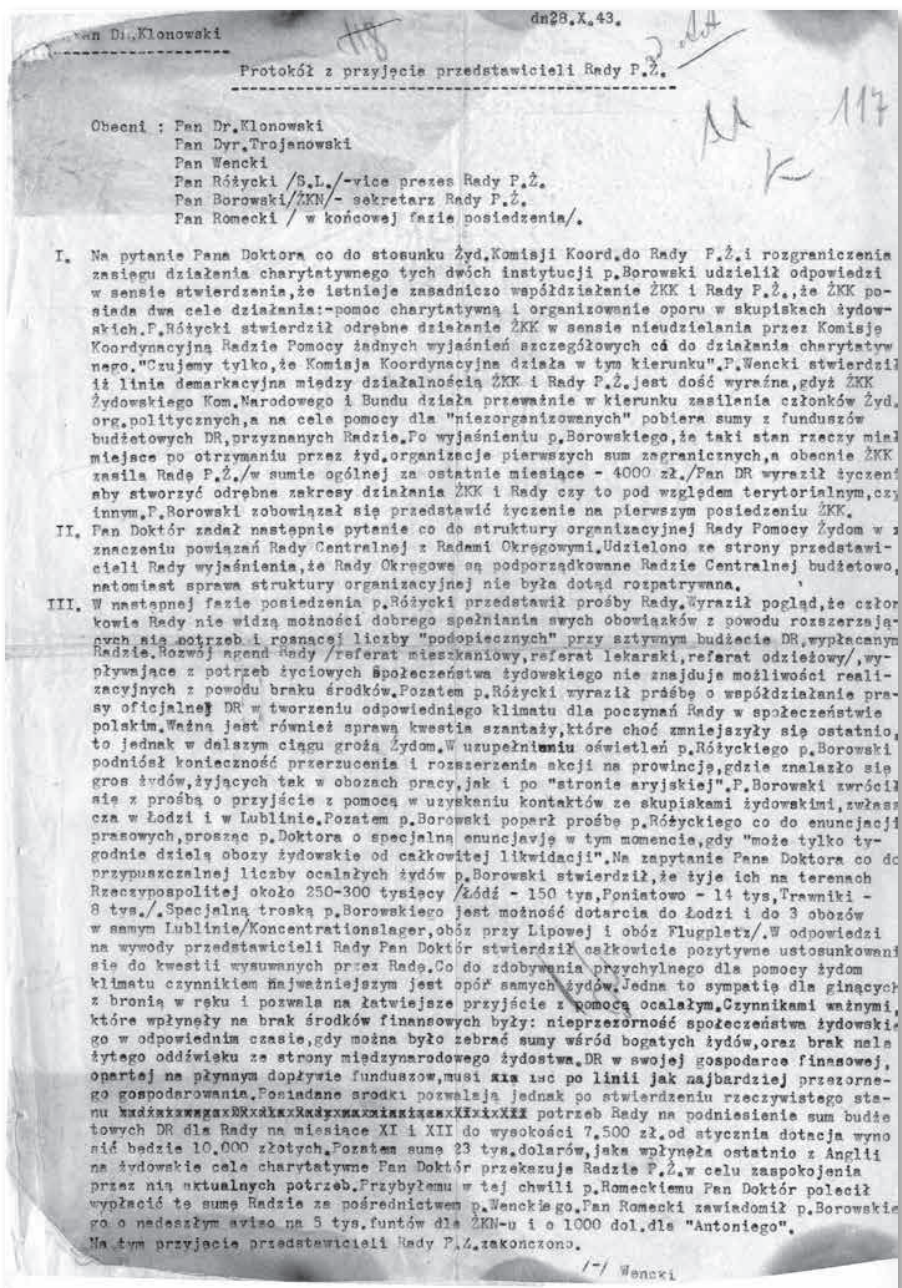 dn28.X.43.
Pan Dr.Klonowski
118
Protokół z przyjęcia przedstawicieli Rady P.Ż.
117
Obecni : Pan Dr.Klonowski
Pan Dyr.Trojanowski
Pan Wencki
Pan Różycki /S.L./-vice prezes Rady P.Ż.
Pan Borowski/ŻKN/- sekretarz Rady P.Ż.
Pan Romecki / w końcowej fazie posiedzenia/.
I. Na pytanie Pana Doktora co do stosunku Żyd.Komisji Koord.do Rady P.Ż.i rozgraniczenia
zasięgu działania charytatywnego tych dwóch instytucji p.Borowski udzielił odpowiedzi
w sensie stwierdzenia,że istnieje zasadniczo współdziałanie ŻKK i Rady P.Ż.,że ŻKK po-
siada dwa cele działania:-pomoc charytatywną i organizowanie oporu w skupiskach żydow-
skich.P.Różycki stwierdził odrębne działanie ŻKK w sensie nieudzielania przez Komisję
Koordynacyjną Radzie Pomocy żadnych wyjaśnień szczegółowych co do działania charytatyw
nego."Czujemy tylko,że Komisja Koordynacyjna działa w tym kierunku".P.Wencki stwierdził
iż linia demarkacyjna między działalnością ŻKK i Rady P.Ż.jest dość wyraźna,gdyż ŻKK
Żydowskiego Kom.Narodowego i Bundu działa przeważnie w kierunku zasilania członków Żyd.
org.politycznych,a na cele pomocy dla "niezorganizowanych" pobiera sumy z funduszów
budżetowych DR,przyznanych Radzie.Po wyjaśnieniu p.Borowskiego,że taki stan rzeczy miał
miejsce po otrzymaniu przez żyd.organizacje pierwszych sum zagranicznych,a obecnie ŻKK
zasila Radę P.Ż./w sumie ogólnej za ostatnie miesiące - 4000 zł./Pan DR wyraził życzeni
aby stworzyć odrębne zakresy działania ŻKK i Rady czy to pod względem terytorialnym,czy
innym.P.Borowski zobowiązał się przedstawić życzenie na pierwszym posiedzeniu ŻKK.
II. Pan Doktór zadał następnie pytanie co do struktury organizacyjnej Rady Pomocy Żydom w z
znaczeniu powiązań Rady Centralnej z Radami Okręgowymi.Udzielono ze strony przedstawi-
cieli Rady wyjaśnienia,że Rady Okręgowe są podporządkowane Radzie Centralnej budżetowo,
natomiast sprawa struktury organizacyjnej nie była dotąd rozpatrywana.
III. W następnej fazie posiedzenia p.Różycki przedstawił prośby Rady.Wyraził pogląd,że człon
kowie Rady nie widzą możności dobrego spełniania swych obowiązków z powodu rozszerzają-
cych się potrzeb i rosnącej liczby "podopiecznych" przy sztywnym budżecie DR,wypłacanym
Radzie.Rozwój agend Rady /referat mieszkaniowy,referat lekarski,referat odzieżowy/,wy-
pływające z potrzeb życiowych społeczeństwa żydowskiego nie znajduje możliwości reali-
zacyjnych z powodu braku środków.Pozatem p.Różycki wyraził prośbę o współdziałanie pra-
sy oficjalnej DR w tworzeniu odpowiedniego klimatu dla poczynań Rady w społeczeństwie
polskim.Ważną jest również sprawą kwestia szantaży,które choć zmniejszyły się ostatnio,
to jednak w dalszym ciągu grożą Żydom.W uzupełnieniu oświetleń p.Różyckiego p.Borowski
podniósł konieczność przerzucenia i rozszerzenia akcji na prowincję,gdzie znalazło się
gros żydów,żyjących tak w obozach pracy,jak i po "stronie aryjskiej".P.Borowski zwrócił
się z prośbą o przyjście z pomocą w uzyskaniu kontaktów ze skupiskami żydowskimi,zwłasz
cza w Łodzi i w Lublinie.Pozatem p.Borowski poparł prośbę p.Różyckiego co do enuncjacji
prasowych,prosząc p.Doktora o specjalną enuncjavję w tym momencie,gdy "może tylko ty-
godnie dzielą obozy żydowskie od całkowitej likwidacji".Na zapytanie Pana Doktora co do
przypuszczalnej liczby ocalałych żydów p.Borowski stwierdził,że żyje ich na terenach
Rzeczypospolitej około 250-300 tysięcy /Łódź - 150 tys,Poniatowo - 14 tys,Trawniki -
8 tys./.Specjalną troską p.Borowskiego jest możność dotarcia do Łodzi i do 3 obozów
w samym Lublinie/Koncentrationslager,obóz przy Lipowej i obóz Flugpletz/.W odpowiedzi
na wywody przedstawicieli Rady Pan Doktór stwierdził całkowicie pozytywne ustosunkowani
się do kwestii wysuwanych przez Radę.Co do zdobywania przychylnego dla pomocy żydom
klimatu czynnikiem najważniejszym jest opór samych żydów.Jedna to sympatię dla ginących
z bronią w ręku i pozwala na łatwiejsze przyjście z pomocą ocalałym.Czynnikami ważnymi,
które wpłynęły na brak środków finansowych były: nieprzezorność społeczeństwa żydowskie
go w odpowiednim czasie,gdy można było zebrać sumy wśród bogatych żydów,oraz brak nale
żytego oddźwięku ze strony międzynarodowego żydostwa.DR w swojej gospodarce finasowej,
opartej na płynnym dopływie funduszow,musi iść po linii jak najbardziej przezorne-
go gospodarowania.Posiadane srodki pozwalają jednak po stwierdzeniu rzeczywistego sta-
nu potrzeb Rady na podniesienie sum budże
towych DR dla Rady na miesiące XI i XII do wysokości 7.500 zł.od stycznia dotacja wyno
sić będzie 10.000 złotych.Pozatem sumę 23 tys.dolarów,jaka wpłynęła ostatnio z Anglii
na żydowskie cele charytatywne Pan Doktór przekazuje Radzie P.Ż.w celu zaspokojenia
przez nią aktualnych potrzeb.Przybyłemu w tej chwili p.Romeckiemu Pan Doktór polecił
wypłacić tę sumę Radzie za pośrednictwem p.Wenckiego.Pan Romecki zawiadomił p.Borowskie
go o nadeszłym aviso na 5 tys.funtów dla ŻKN-u i o 1000 dol.dla "Antoniego".
Na tym przyjęcie przedstawicieli Rady P.Ż.zakończono.
/-/ Wencki